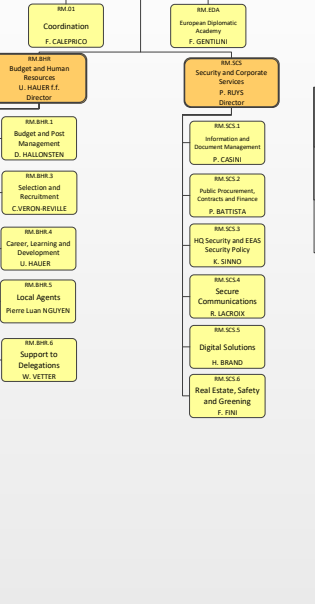 RM.01
Coordination
F. CALEPRICO
RM.EDA
European Diplomatic
Academy
F. GENTILINI
RM.BHR
Budget and Human
Resources
U. HAUER f.f.
Director
RM.SCS
Security and Corporate
Services
P. RUYS
Director
RM.BHR.1
Budget and Post
Management
D. HALLONSTEN
RM.BHR.3
Selection and
Recruitment
C.VERON-REVILLE
RM.BHR.4
Career, Learning and
Development
U. HAUER
RM.BHR.5
Local Agents
Pierre Luan NGUYEN
RM.BHR.6
Support to
Delegations
W. VETTER
RM.SCS.1
Information and
Document Management
P. CASINI
RM.SCS.2
Public Procurement,
Contracts and Finance
P. BATTISTA
RM.SCS.3
HQ Security and EEAS
Security Policy
K. SINNO
RM.SCS.4
Secure
Communications
R. LACROIX
RM.SCS.5
Digital Solutions
H. BRAND
RM.SCS.6
Real Estate, Safety
and Greening
F. FINI